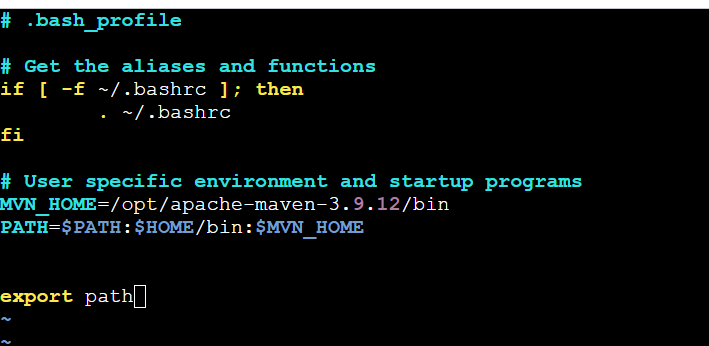 # .bash_profile
# Get the aliases and functions
if [ -f ~/.bashrc ]; then
        . ~/.bashrc
fi
# User specific environment and startup programs
MVN_HOME=/opt/apache-maven-3.9.12/bin
PATH=$PATH:$HOME/bin:$MVN_HOME
export path
~
~